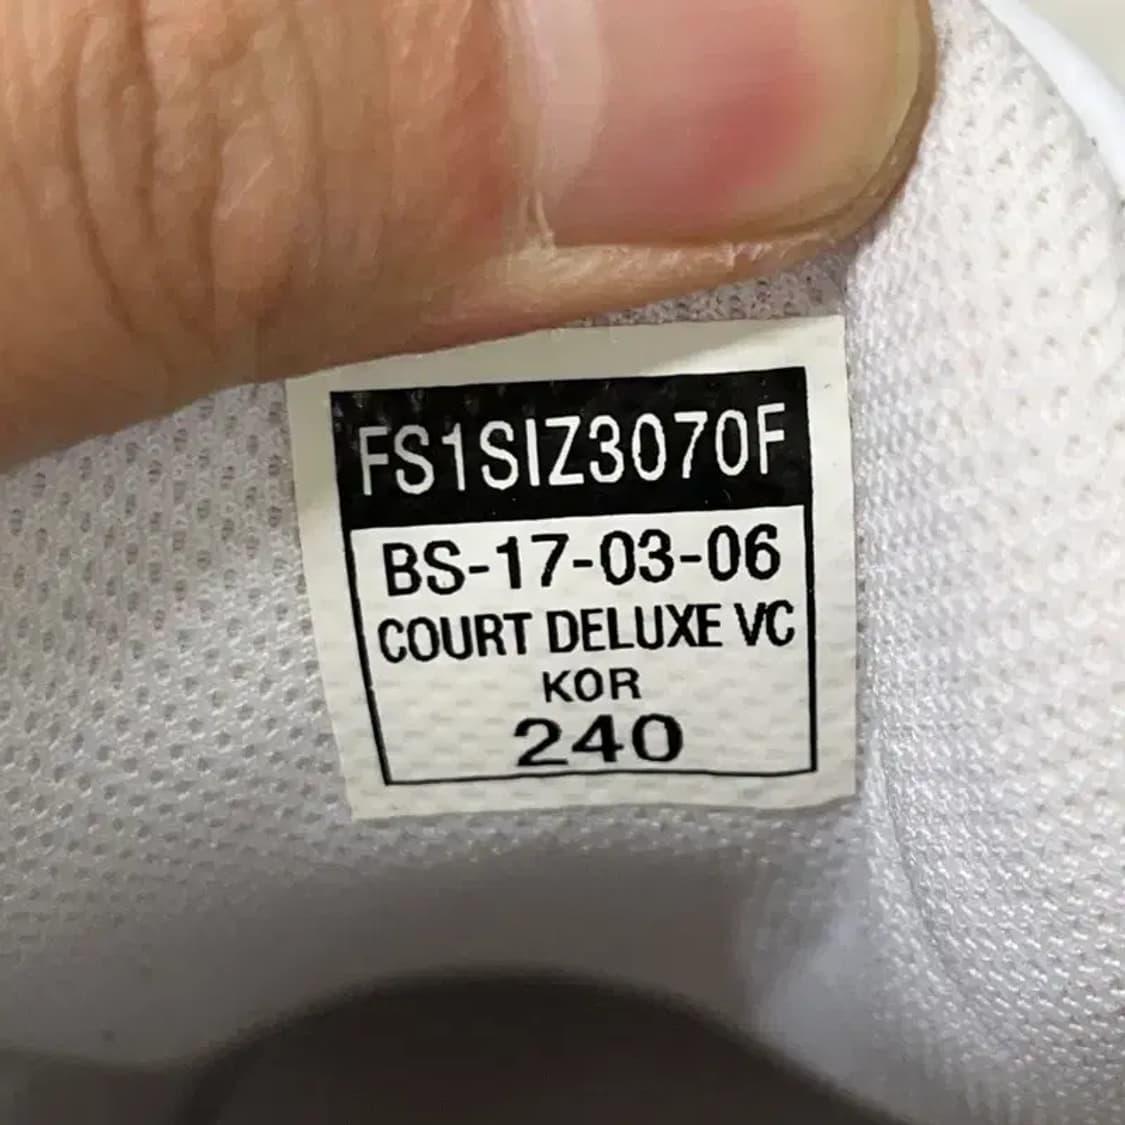 FS1SIZ3070F
BS-17-03-06
COURT DELUXE VC
KOR
240